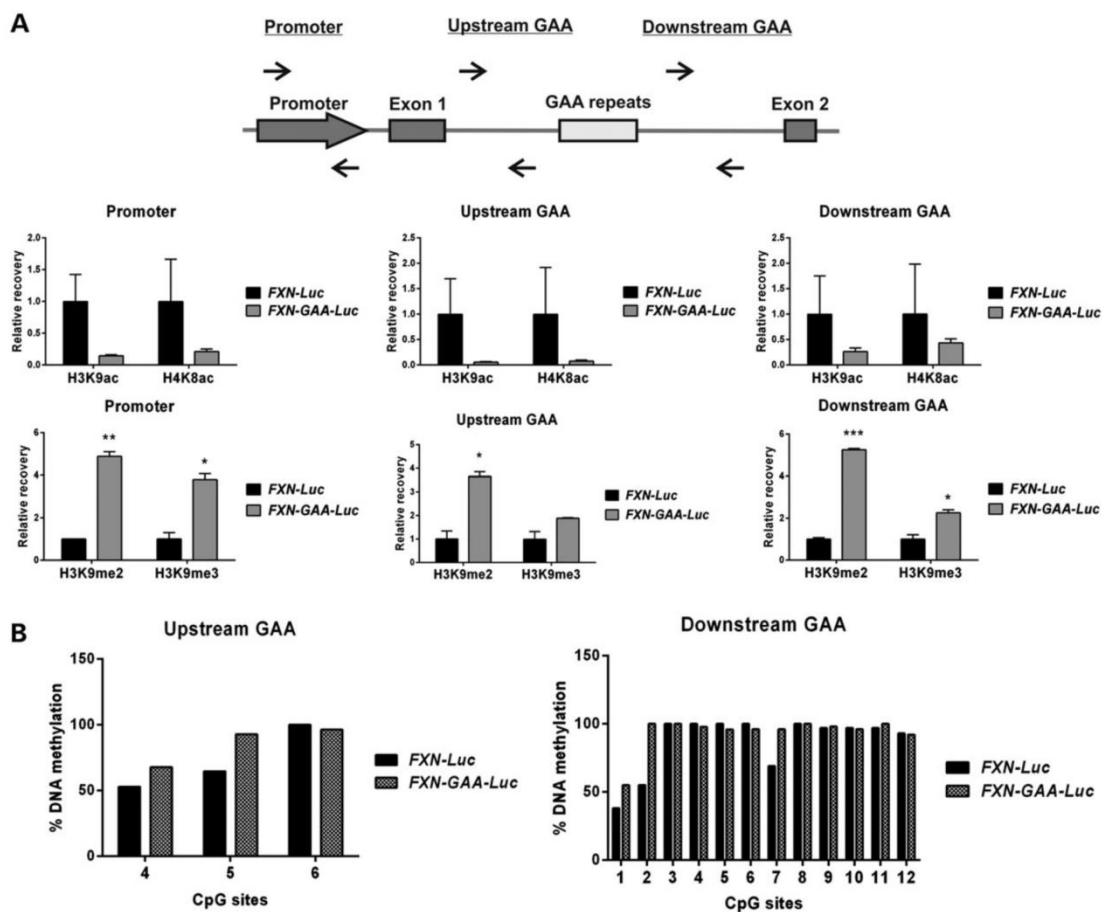 A
Promoter Upstream GAA Downstream GAA
Promoter Exon 1 GAA repeats Exon 2
Promoter
Relative recovery
2.0
1.5
1.0
0.5
0.0
H3K9ac H4K8ac
FXN-Luc
FXN-GAA-Luc
Upstream GAA
Relative recovery
2.5
2.0
1.5
1.0
0.5
0.0
H3K9ac H4K8ac
FXN-Luc
FXN-GAA-Luc
Downstream GAA
Relative recovery
2.5
2.0
1.5
1.0
0.5
0.0
H3K9ac H4K8ac
FXN-Luc
FXN-GAA-Luc
Promoter
Relative recovery
6
4
2
0
** *
H3K9me2 H3K9me3
FXN-Luc
FXN-GAA-Luc
Upstream GAA
Relative recovery
5
4
3
2
1
0
*
H3K9me2 H3K9me3
FXN-Luc
FXN-GAA-Luc
Downstream GAA
Relative recovery
6
4
2
0
*** *
H3K9me2 H3K9me3
FXN-Luc
FXN-GAA-Luc
B
Upstream GAA
% DNA methylation
150
100
50
0
4 5 6
CpG sites
FXN-Luc
FXN-GAA-Luc
Downstream GAA
% DNA methylation
150
100
50
0
1 2 3 4 5 6 7 8 9 10 11 12
CpG sites
FXN-Luc
FXN-GAA-Luc